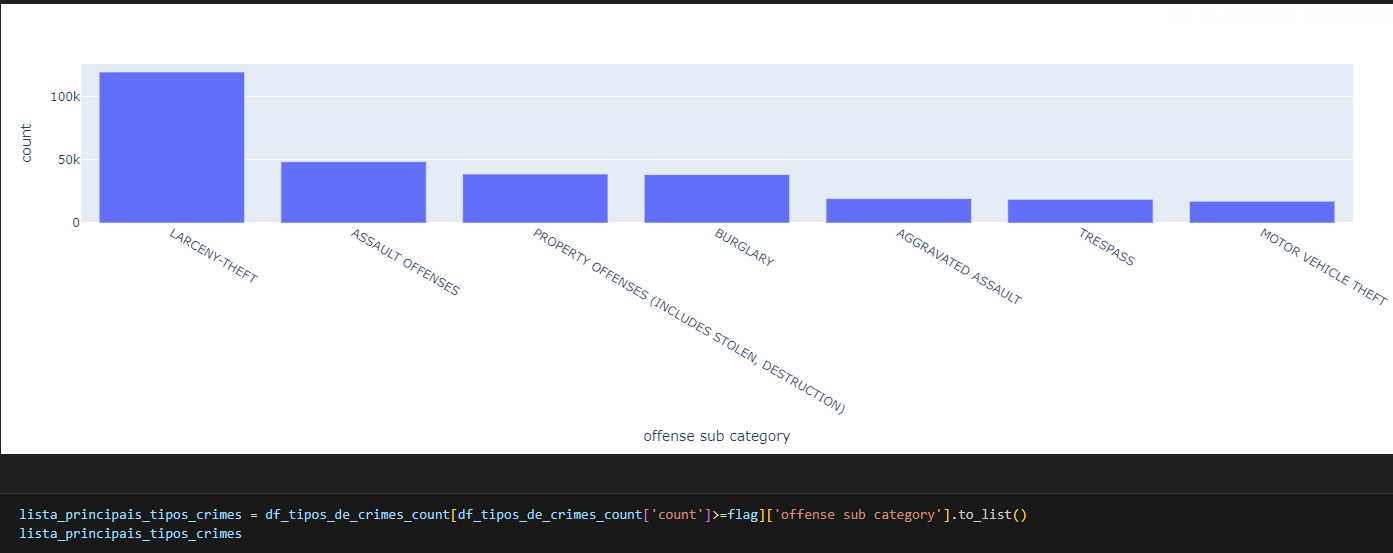 100k
50k
0
count
LARCENY-THEFT
ASSAULT OFFENSES
PROPERTY OFFENSES (INCLUDES STOLEN, DESTRUCTION)
BURGLARY
AGGRAVATED ASSAULT
TRESPASS
MOTOR VEHICLE THEFT
offense sub category
lista_principais_tipos_crimes = df_tipos_de_crimes_count[df_tipos_de_crimes_count['count']>=flag]['offense sub category'].to_list()
lista_principais_tipos_crimes